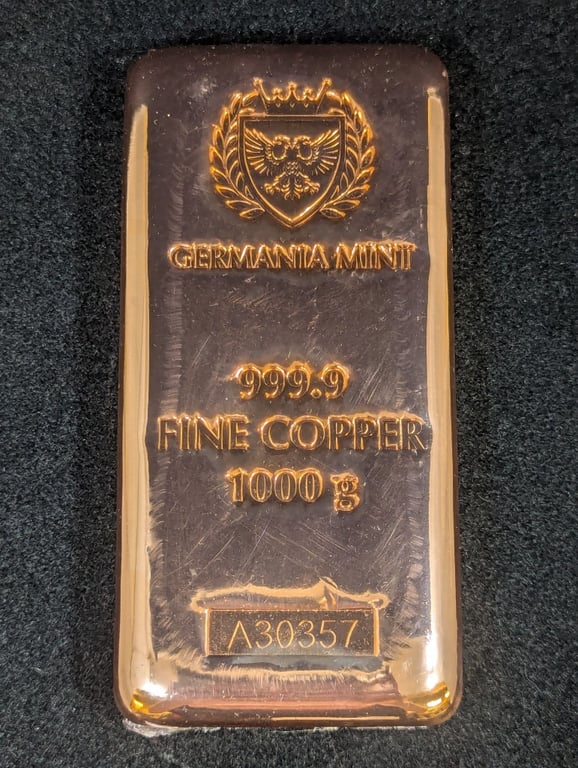 GERMANIA MINT
999.9
FINE COPPER
1000 g
A30357